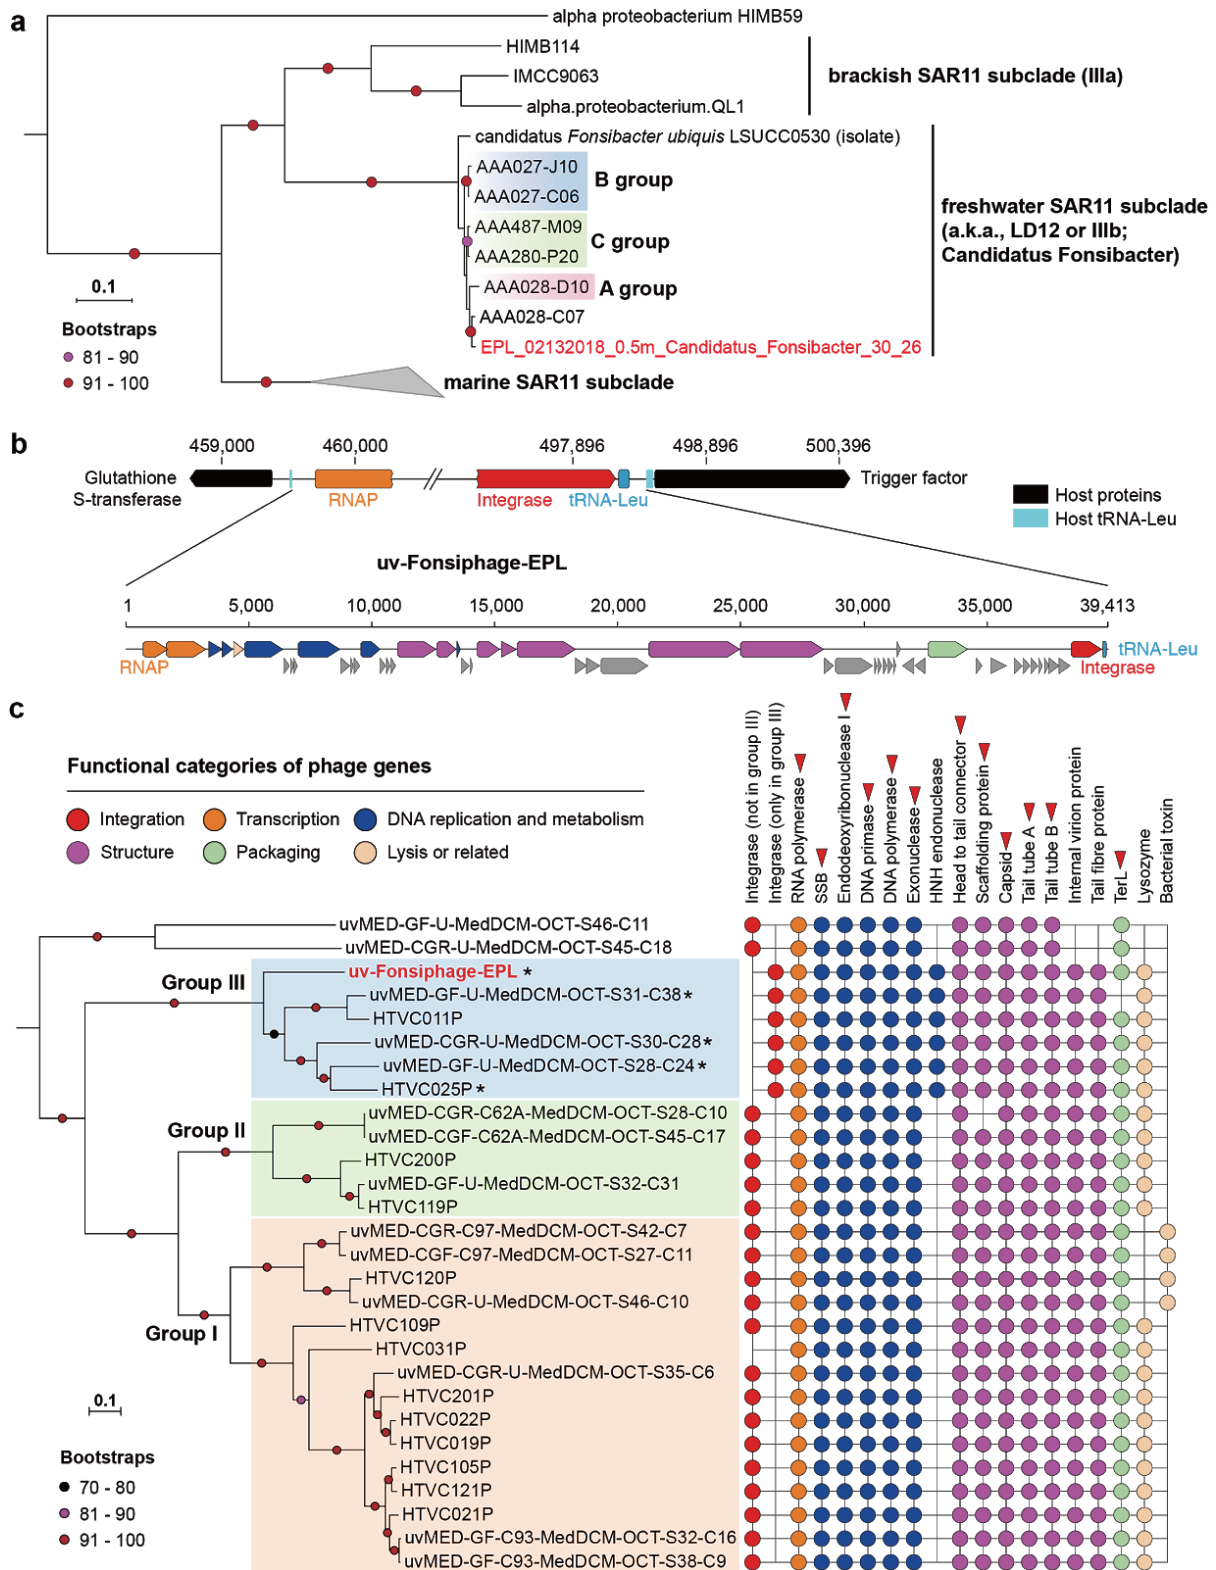 a
alpha proteobacterium HIMB59
HIMB114
IMCC9063
alpha.proteobacterium.QL1
brackish SAR11 subclade (IIIa)
candidatus Fonsibacter ubiquis LSUCC0530 (isolate)
AAA027-J10
AAA027-C06
B group
AAA487-M09
AAA280-P20
C group
AAA028-D10
A group
AAA028-C07
EPL_02132018_0.5m_Candidatus_Fonsibacter_30_26
freshwater SAR11 subclade
(a.k.a., LD12 or IIIb;
Candidatus Fonsibacter)
marine SAR11 subclade
0.1
Bootstraps
81 - 90
91 - 100
b
459,000
460,000
497,896
498,896
500,396
Glutathione
S-transferase
RNAP
Integrase
tRNA-Leu
Trigger factor
Host proteins
Host tRNA-Leu
uv-Fonsiphage-EPL
1
5,000
10,000
15,000
20,000
25,000
30,000
35,000
39,413
RNAP
tRNA-Leu
Integrase
c
Functional categories of phage genes
Integration
Transcription
DNA replication and metabolism
Structure
Packaging
Lysis or related
Integrase (not in group III)
Integrase (only in group III)
RNA polymerase
SSB
Endodeoxyribonuclease I
DNA primase
DNA polymerase
Exonuclease
HNH endonuclease
Head to tail connector
Scaffolding protein
Capsid
Tail tube A
Tail tube B
Internal virion protein
Tail fibre protein
TerL
Lysozyme
Bacterial toxin
uvMED-GF-U-MedDCM-OCT-S46-C11
uvMED-CGR-U-MedDCM-OCT-S45-C18
Group III
uv-Fonsiphage-EPL *
uvMED-GF-U-MedDCM-OCT-S31-C38*
HTVC011P
uvMED-CGR-U-MedDCM-OCT-S30-C28*
uvMED-GF-U-MedDCM-OCT-S28-C24*
HTVC025P*
Group II
uvMED-CGR-C62A-MedDCM-OCT-S28-C10
uvMED-CGF-C62A-MedDCM-OCT-S45-C17
HTVC200P
uvMED-GF-U-MedDCM-OCT-S32-C31
HTVC119P
Group I
uvMED-CGR-C97-MedDCM-OCT-S42-C7
uvMED-CGF-C97-MedDCM-OCT-S27-C11
HTVC120P
uvMED-CGR-U-MedDCM-OCT-S46-C10
HTVC109P
HTVC031P
uvMED-CGR-U-MedDCM-OCT-S35-C6
HTVC201P
HTVC022P
HTVC019P
HTVC105P
HTVC121P
HTVC021P
uvMED-GF-C93-MedDCM-OCT-S32-C16
uvMED-GF-C93-MedDCM-OCT-S38-C9
0.1
Bootstraps
70 - 80
81 - 90
91 - 100